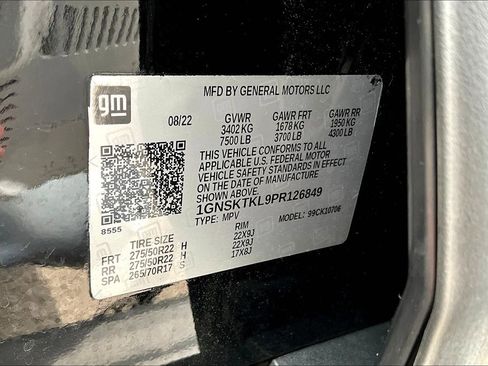 gm
MFD BY GENERAL MOTORS LLC
08/22 GVWR GAWR FRT GAWR RR
3402 KG 1678 KG 1950 KG
7500 LB 3700 LB 4300 LB
THIS VEHICLE CONFORMS TO ALL
APPLICABLE U.S. FEDERAL MOTOR
VEHICLE SAFETY STANDARDS IN EFFECT
ON THE DATE OF MANUFACTURE
SHOWN ABOVE.
1GNSKTKL9PR126849
8555 TYPE: MPV MODEL: 99CK10706
TIRE SIZE RIM
FRT 275/50R22 H 22X9J
RR 275/50R22 H 22X9J
SPA 265/70R17 S 17X8J